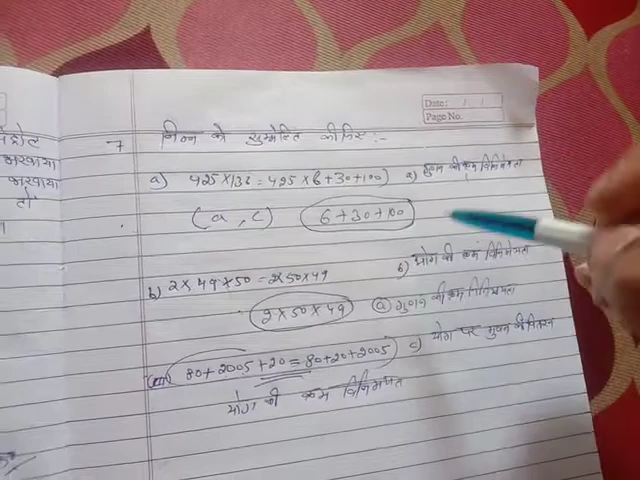 Date: / /
Page No.
7 निम्न को सुम्मेलित कीजिए:-
a) 425×136 = 425×6+30+100) a) गुणन की क्रम विनिमेयता
(a, c) 6+30+100
b) योग की क्रम विनिमेयता
b) 2×49×50 = 2×50×49
2×50×49 a गुणन की क्रम विनिमेयता
80+2005+20 = 80+20+2005 c) योग पर गुणन की वितरन
योग की क्रम विनिमेयता